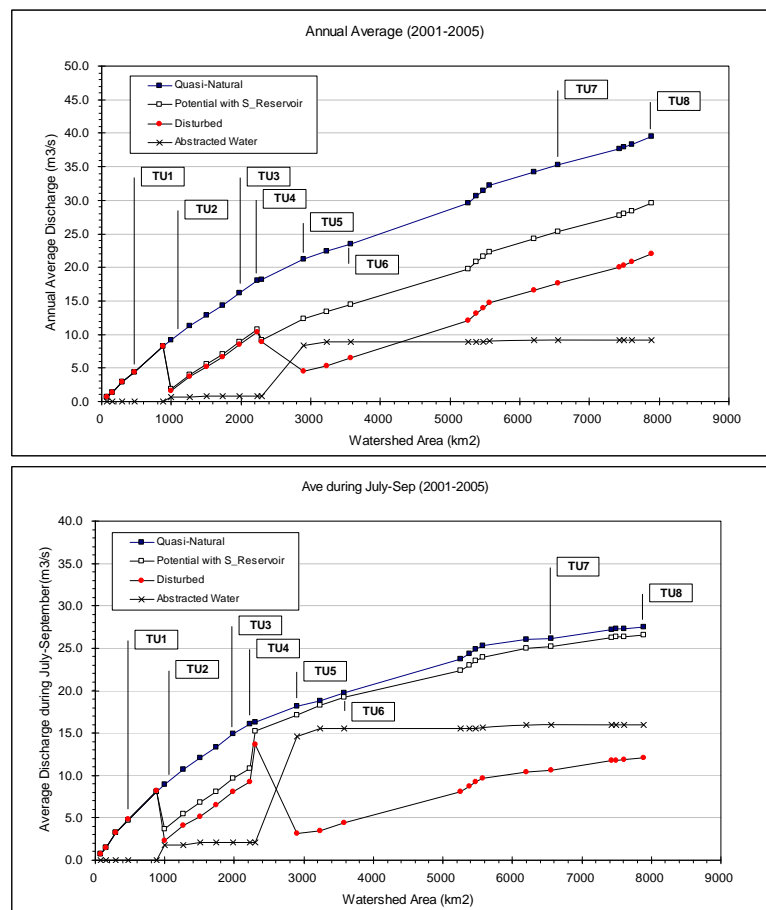 Annual Average (2001-2005)
50.0
45.0
40.0
35.0
30.0
25.0
20.0
15.0
10.0
5.0
0.0
Annual Average Discharge (m3/s)
Quasi-Natural
Potential with S_Reservoir
Disturbed
Abstracted Water
TU1
TU2
TU3
TU4
TU5
TU6
TU7
TU8
0 1000 2000 3000 4000 5000 6000 7000 8000 9000
Watershed Area (km2)
Ave during July-Sep (2001-2005)
40.0
35.0
30.0
25.0
20.0
15.0
10.0
5.0
0.0
Average Discharge during July-September(m3/s)
Quasi-Natural
Potential with S_Reservoir
Disturbed
Abstracted Water
TU1
TU2
TU3
TU4
TU5
TU6
TU7
TU8
0 1000 2000 3000 4000 5000 6000 7000 8000 9000
Watershed Area (km2)